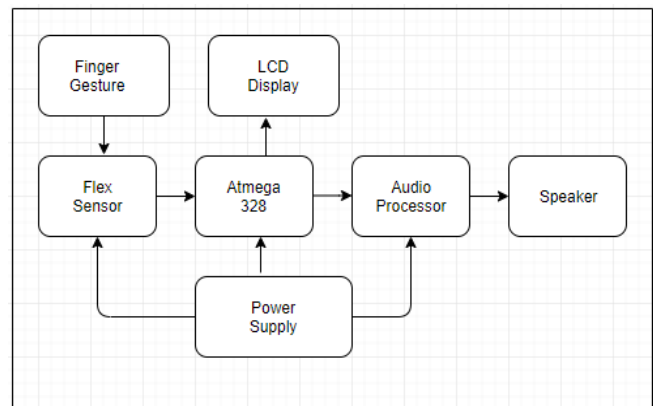 Finger
Gesture
LCD
Display
Flex
Sensor
Atmega
328
Audio
Processor
Speaker
Power
Supply